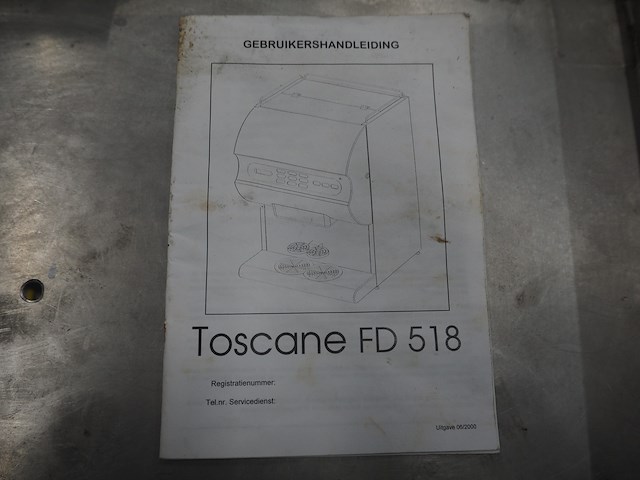 GEBRUIKERSHANDLEIDING
Toscane FD 518
Registratienummer:
Tel.nr. Servicedienst:
Uitgave 06/2000